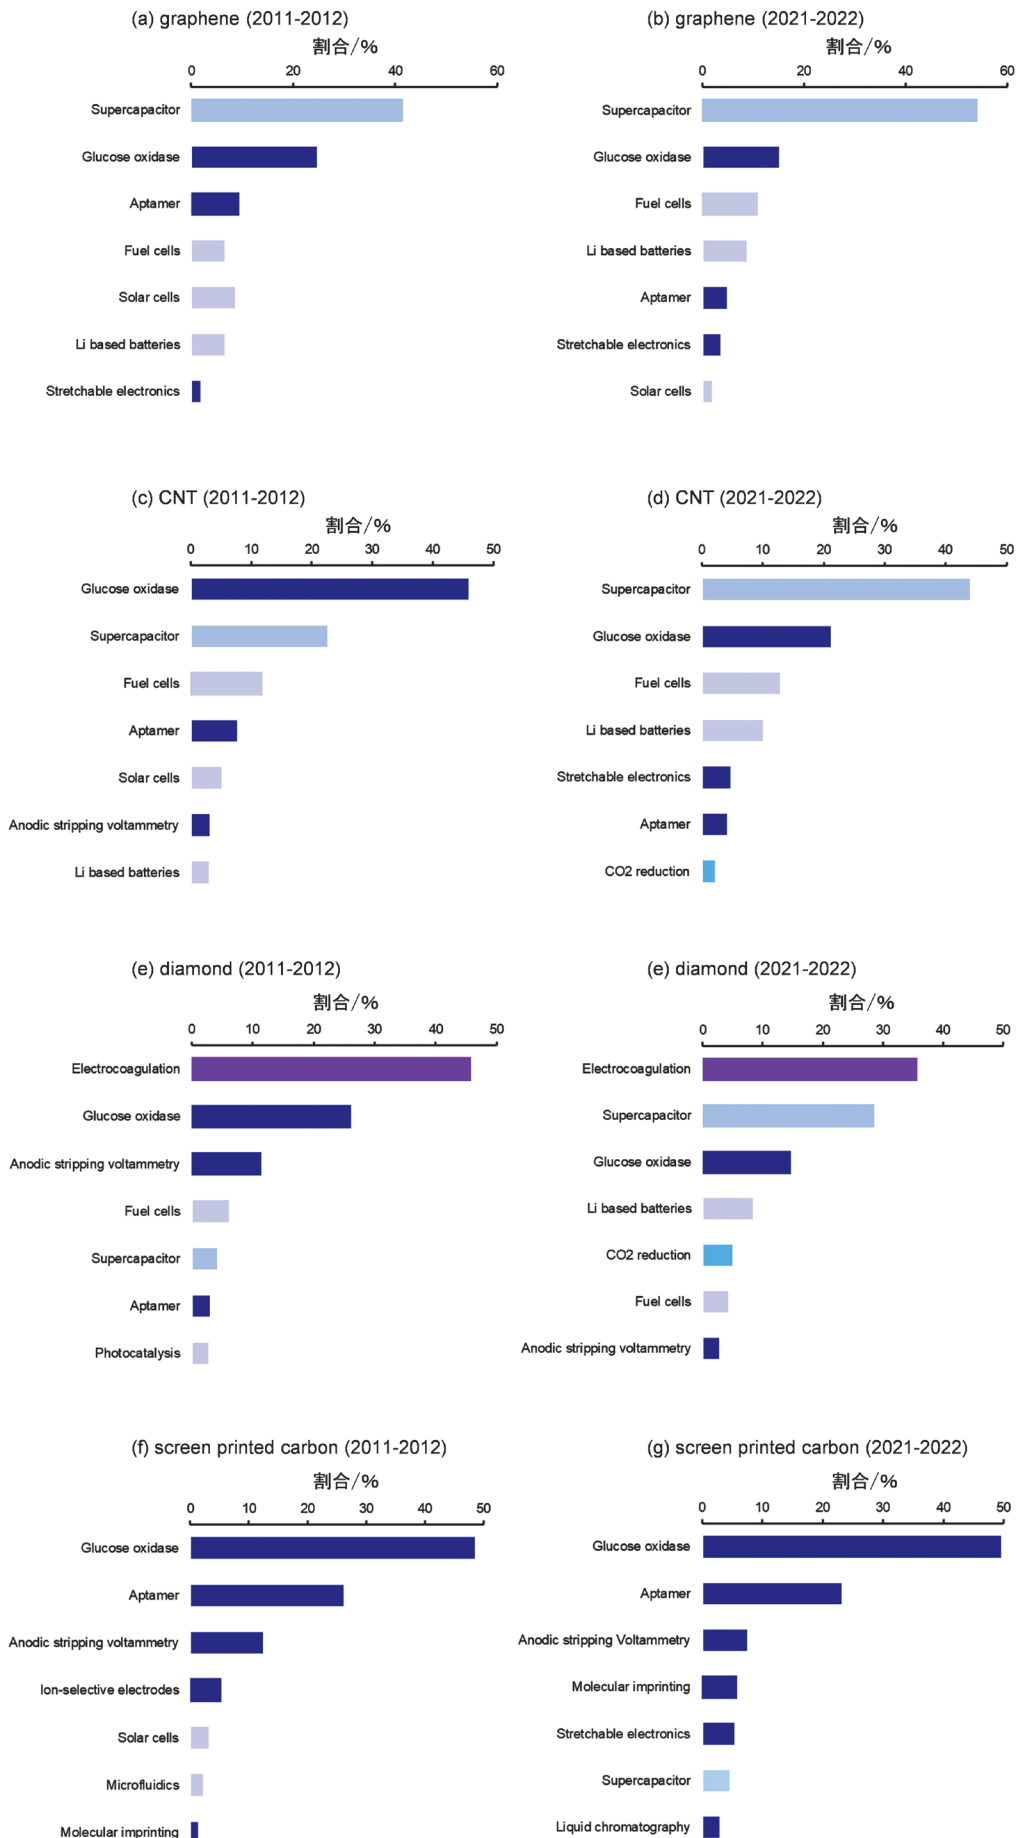 (a) graphene (2011-2012)
割合/%
0 20 40 60
Supercapacitor
Glucose oxidase
Aptamer
Fuel cells
Solar cells
Li based batteries
Stretchable electronics
(b) graphene (2021-2022)
割合/%
0 20 40 60
Supercapacitor
Glucose oxidase
Fuel cells
Li based batteries
Aptamer
Stretchable electronics
Solar cells
(c) CNT (2011-2012)
割合/%
0 10 20 30 40 50
Glucose oxidase
Supercapacitor
Fuel cells
Aptamer
Solar cells
Anodic stripping voltammetry
Li based batteries
(d) CNT (2021-2022)
割合/%
0 10 20 30 40 50
Supercapacitor
Glucose oxidase
Fuel cells
Li based batteries
Stretchable electronics
Aptamer
CO2 reduction
(e) diamond (2011-2012)
割合/%
0 10 20 30 40 50
Electrocoagulation
Glucose oxidase
Anodic stripping voltammetry
Fuel cells
Supercapacitor
Aptamer
Photocatalysis
(e) diamond (2021-2022)
割合/%
0 10 20 30 40 50
Electrocoagulation
Supercapacitor
Glucose oxidase
Li based batteries
CO2 reduction
Fuel cells
Anodic stripping voltammetry
(f) screen printed carbon (2011-2012)
割合/%
0 10 20 30 40 50
Glucose oxidase
Aptamer
Anodic stripping voltammetry
Ion-selective electrodes
Solar cells
Microfluidics
Molecular imprinting
(g) screen printed carbon (2021-2022)
割合/%
0 10 20 30 40 50
Glucose oxidase
Aptamer
Anodic stripping Voltammetry
Molecular imprinting
Stretchable electronics
Supercapacitor
Liquid chromatography